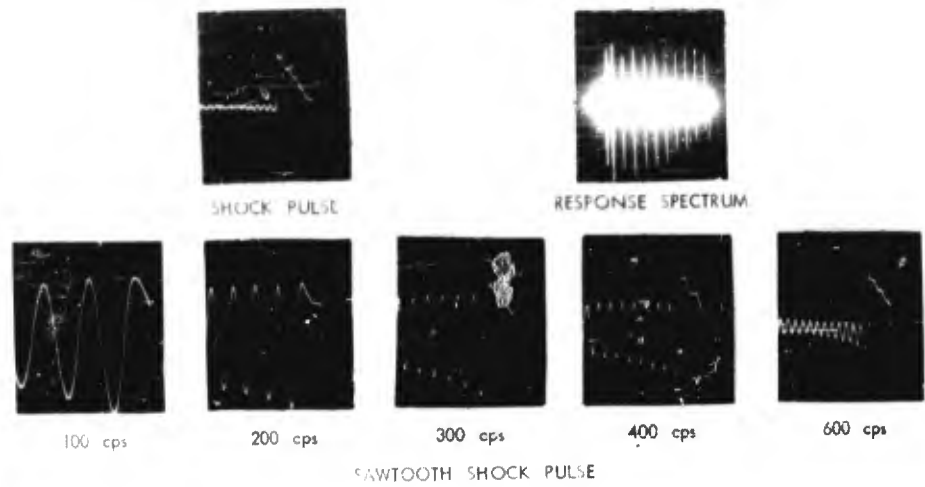 SHOCK PULSE
RESPONSE SPECTRUM
100 cps
200 cps
300 cps
400 cps
600 cps
SAWTOOTH SHOCK PULSE